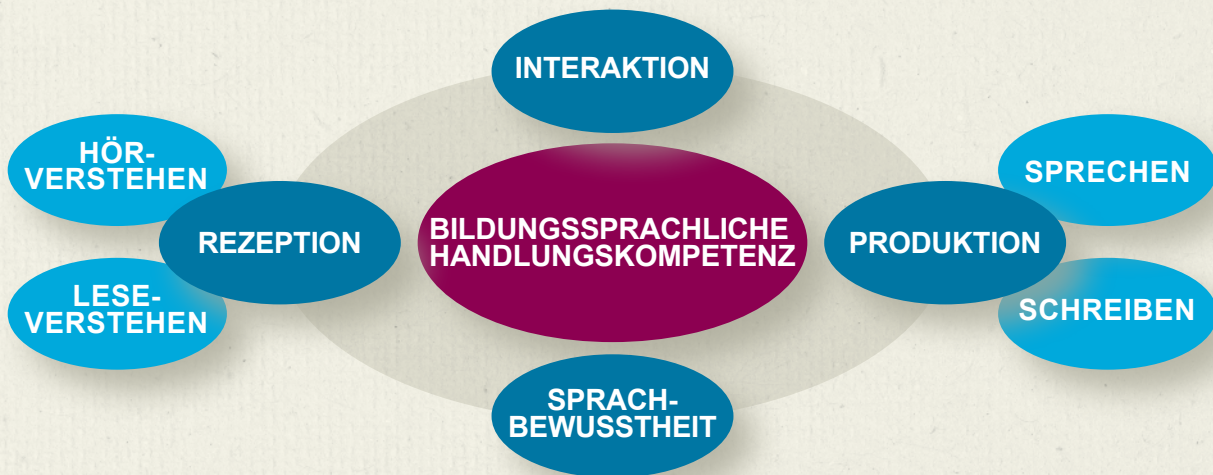 INTERAKTION
HÖR-
VERSTEHEN
REZEPTION
LESE-
VERSTEHEN
BILDUNGSSPRACHLICHE
HANDLUNGSKOMPETENZ
PRODUKTION
SPRECHEN
SCHREIBEN
SPRACH-
BEWUSSTHEIT